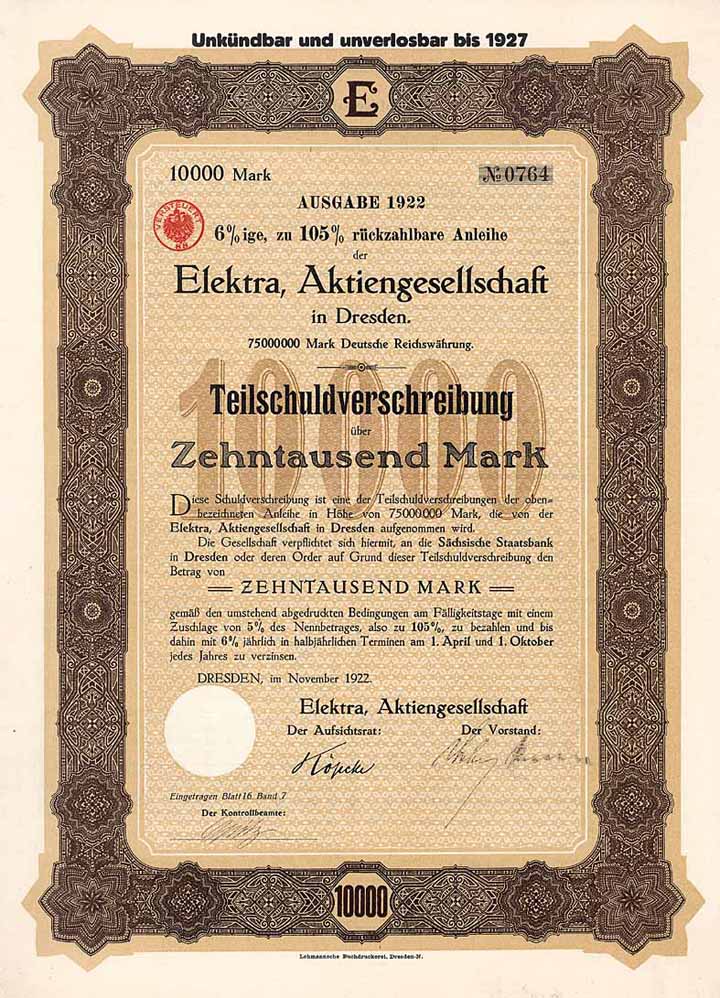 Unkündbar und unverlosbar bis 1927
E
10000 Mark
№ 0764
AUSGABE 1922
VERSTEUERT
6%ige, zu 105% rückzahlbare Anleihe
der
Elektra, Aktiengesellschaft
in Dresden.
75000000 Mark Deutsche Reichswährung.
10000
Teilschuldverschreibung
über
Zehntausend Mark
Diese Schuldverschreibung ist eine der Teilschuldverschreibungen der oben=
bezeichneten Anleihe in Höhe von 75000000 Mark, die von der
Elektra, Aktiengesellschaft in Dresden aufgenommen wird.
Die Gesellschaft verpflichtet sich hiermit, an die Sächsische Staatsbank
in Dresden oder deren Order auf Grund dieser Teilschuldverschreibung den
Betrag von
ZEHNTAUSEND MARK
gemäß den umstehend abgedruckten Bedingungen am Fälligkeitstage mit einem
Zuschlage von 5% des Nennbetrages, also zu 105%, zu bezahlen und bis
dahin mit 6% jährlich in halbjährlichen Terminen am 1. April und 1. Oktober
jedes Jahres zu verzinsen.
DRESDEN, im November 1922.
Elektra, Aktiengesellschaft
Der Aufsichtsrat:
Der Vorstand:
Köpcke
Eingetragen Blatt 16 Band 7
Der Kontrollbeamte:
10000
Lehmannsche Buchdruckerei, Dresden-N.